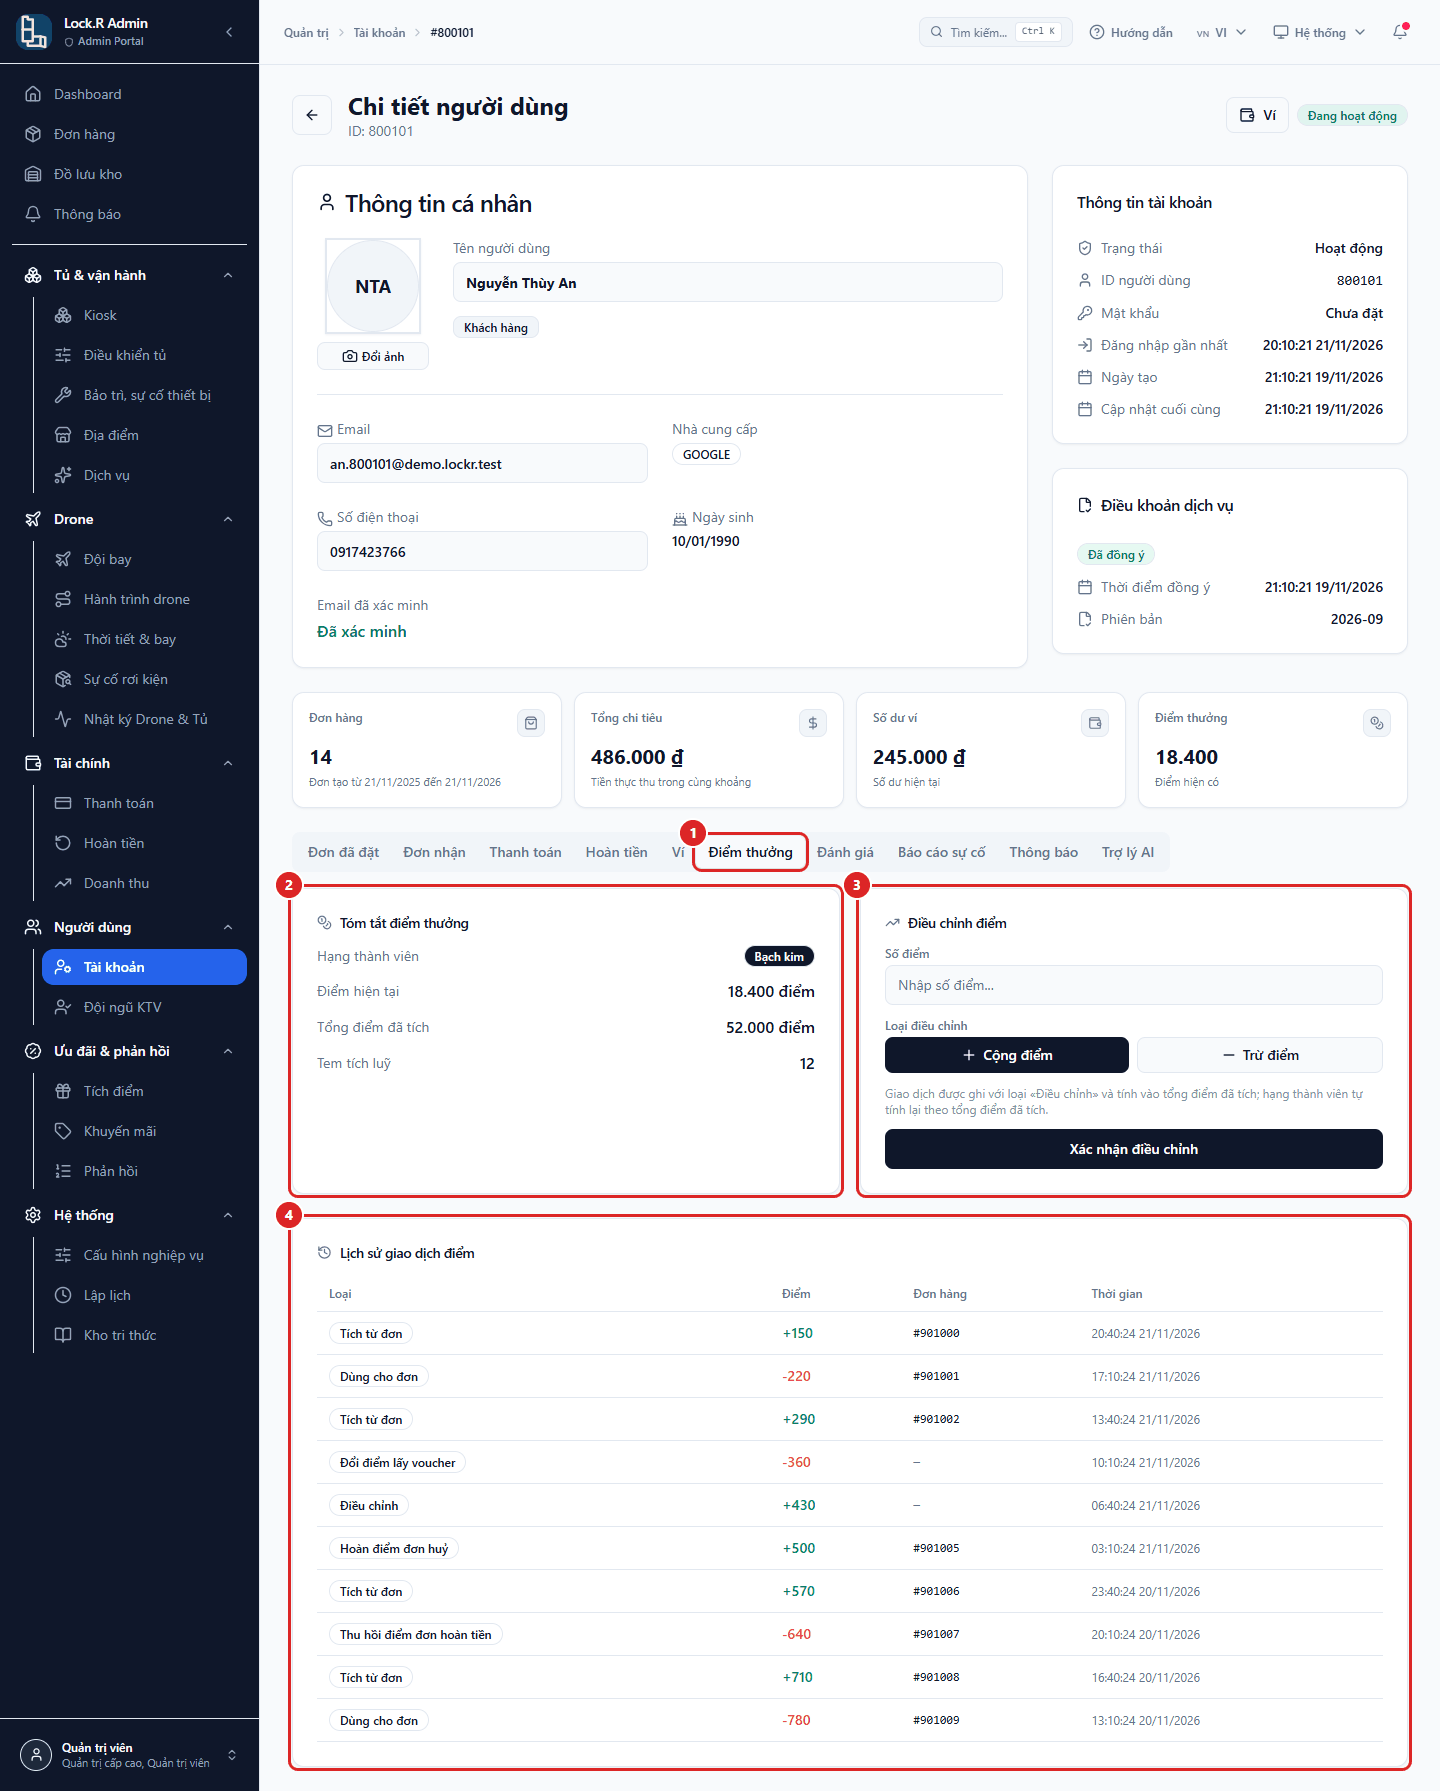 Lock.R Admin
Admin Portal
Dashboard
Đơn hàng
Đồ lưu kho
Thông báo
Tủ & vận hành
Kiosk
Điều khiển tủ
Bảo trì, sự cố thiết bị
Địa điểm
Dịch vụ
Drone
Đội bay
Hành trình drone
Thời tiết & bay
Sự cố rơi kiện
Nhật ký Drone & Tủ
Tài chính
Thanh toán
Hoàn tiền
Doanh thu
Người dùng
Tài khoản
Đội ngũ KTV
Ưu đãi & phản hồi
Tích điểm
Khuyến mãi
Phản hồi
Hệ thống
Cấu hình nghiệp vụ
Lập lịch
Kho tri thức
Quản trị viên
Quản trị cấp cao, Quản trị viên
Quản trị > Tài khoản > #800101
Tìm kiếm... Ctrl K
Hướng dẫn
VN VI
Hệ thống
Chi tiết người dùng
ID: 800101
Ví
Đang hoạt động
Thông tin cá nhân
NTA
Đổi ảnh
Tên người dùng
Nguyễn Thùy An
Khách hàng
Email
an.800101@demo.lockr.test
Nhà cung cấp
GOOGLE
Số điện thoại
0917423766
Ngày sinh
10/01/1990
Email đã xác minh
Đã xác minh
Thông tin tài khoản
Trạng thái Hoạt động
ID người dùng 800101
Mật khẩu Chưa đặt
Đăng nhập gần nhất 20:10:21 21/11/2026
Ngày tạo 21:10:21 19/11/2026
Cập nhật cuối cùng 21:10:21 19/11/2026
Điều khoản dịch vụ
Đã đồng ý
Thời điểm đồng ý 21:10:21 19/11/2026
Phiên bản 2026-09
Đơn hàng
14
Đơn tạo từ 21/11/2025 đến 21/11/2026
Tổng chi tiêu
486.000 ₫
Tiền thực thu trong cùng khoảng
Số dư ví
245.000 ₫
Số dư hiện tại
Điểm thưởng
18.400
Điểm hiện có
1
Đơn đã đặt Đơn nhận Thanh toán Hoàn tiền Ví Điểm thưởng Đánh giá Báo cáo sự cố Thông báo Trợ lý AI
2
Tóm tắt điểm thưởng
Hạng thành viên Bạch kim
Điểm hiện tại 18.400 điểm
Tổng điểm đã tích 52.000 điểm
Tem tích luỹ 12
3
Điều chỉnh điểm
Số điểm
Nhập số điểm...
Loại điều chỉnh
+ Cộng điểm
− Trừ điểm
Giao dịch được ghi với loại «Điều chỉnh» và tính vào tổng điểm đã tích; hạng thành viên tự
tính lại theo tổng điểm đã tích.
Xác nhận điều chỉnh
4
Lịch sử giao dịch điểm
Loại Điểm Đơn hàng Thời gian
Tích từ đơn +150 #901000 20:40:24 21/11/2026
Dùng cho đơn -220 #901001 17:10:24 21/11/2026
Tích từ đơn +290 #901002 13:40:24 21/11/2026
Đổi điểm lấy voucher -360 – 10:10:24 21/11/2026
Điều chỉnh +430 – 06:40:24 21/11/2026
Hoàn điểm đơn huỷ +500 #901005 03:10:24 21/11/2026
Tích từ đơn +570 #901006 23:40:24 20/11/2026
Thu hồi điểm đơn hoàn tiền -640 #901007 20:10:24 20/11/2026
Tích từ đơn +710 #901008 16:40:24 20/11/2026
Dùng cho đơn -780 #901009 13:10:24 20/11/2026